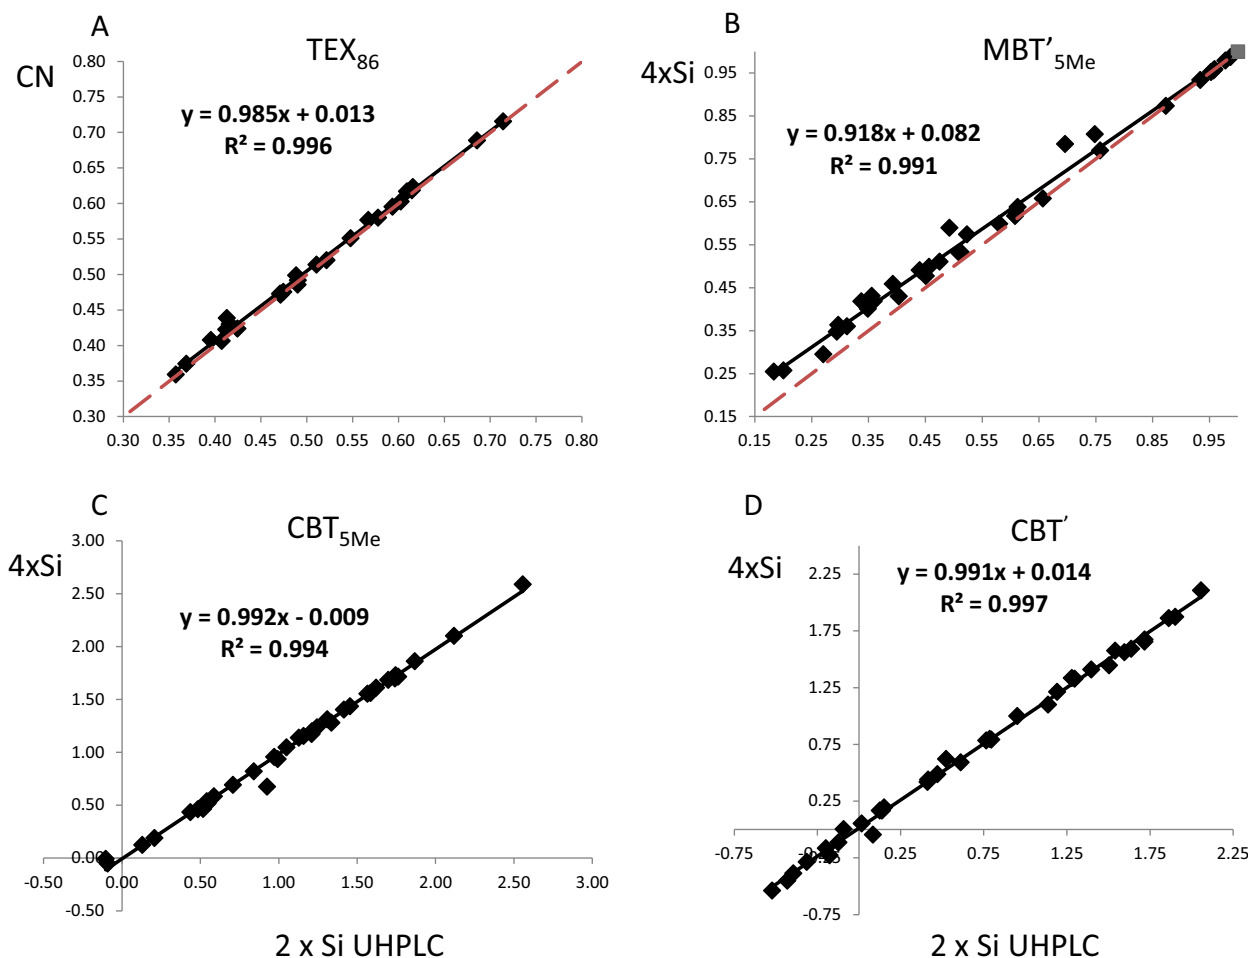 A
TEX86
CN
y = 0.985x + 0.013
R² = 0.996
0.80
0.75
0.70
0.65
0.60
0.55
0.50
0.45
0.40
0.35
0.30
0.30 0.35 0.40 0.45 0.50 0.55 0.60 0.65 0.70 0.75 0.80
B
MBT'5Me
4xSi
y = 0.918x + 0.082
R² = 0.991
0.95
0.85
0.75
0.65
0.55
0.45
0.35
0.25
0.15
0.15 0.25 0.35 0.45 0.55 0.65 0.75 0.85 0.95
C
CBT5Me
4xSi
y = 0.992x - 0.009
R² = 0.994
3.00
2.50
2.00
1.50
1.00
0.50
0.00
-0.50
-0.50 0.00 0.50 1.00 1.50 2.00 2.50 3.00
2 x Si UHPLC
D
CBT'
4xSi
y = 0.991x + 0.014
R² = 0.997
2.25
1.75
1.25
0.75
0.25
-0.75
-0.75 0.25 0.75 1.25 1.75 2.25
2 x Si UHPLC